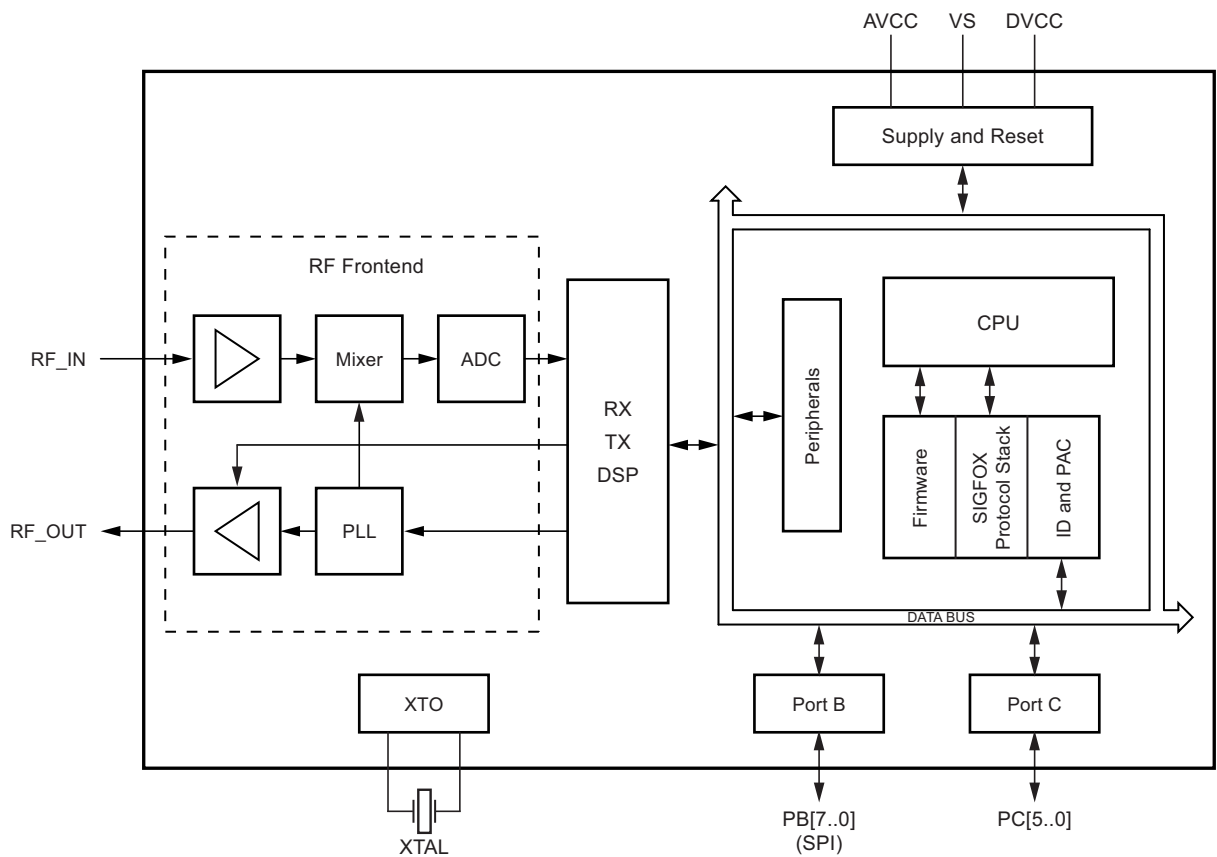 AVCC VS DVCC
Supply and Reset
RF Frontend
RF_IN
Mixer
ADC
RX
TX
DSP
RF_OUT
PLL
Peripherals
CPU
Firmware
SIGFOX
Protocol Stack
ID and PAC
DATA BUS
XTO
Port B
Port C
XTAL
PB[7..0]
(SPI)
PC[5..0]